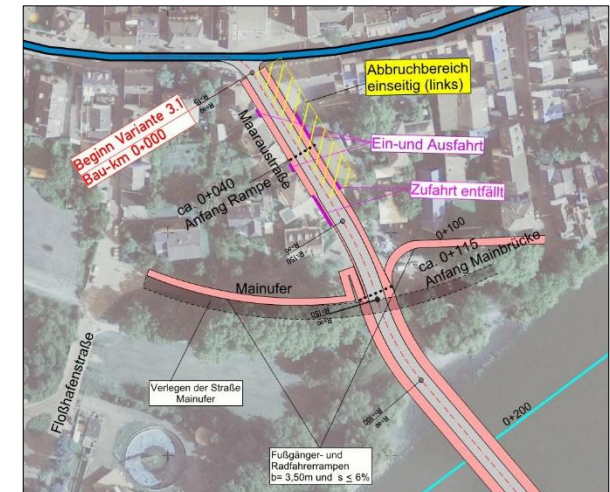 Abbruchbereich
einseitig (links)
Beginn Variante 3.1
Bau-km 0+000
Maaraustraße
Ein-und Ausfahrt
ca. 0+040
Anfang Rampe
Zufahrt entfällt
0+100
ca. 0+115
Anfang Mainbrücke
Mainufer
Floßhafenstraße
Verlegen der Straße
Mainufer
0+200
Fußgänger- und
Radfahrerrampen
b= 3,50m und s ≤ 6%